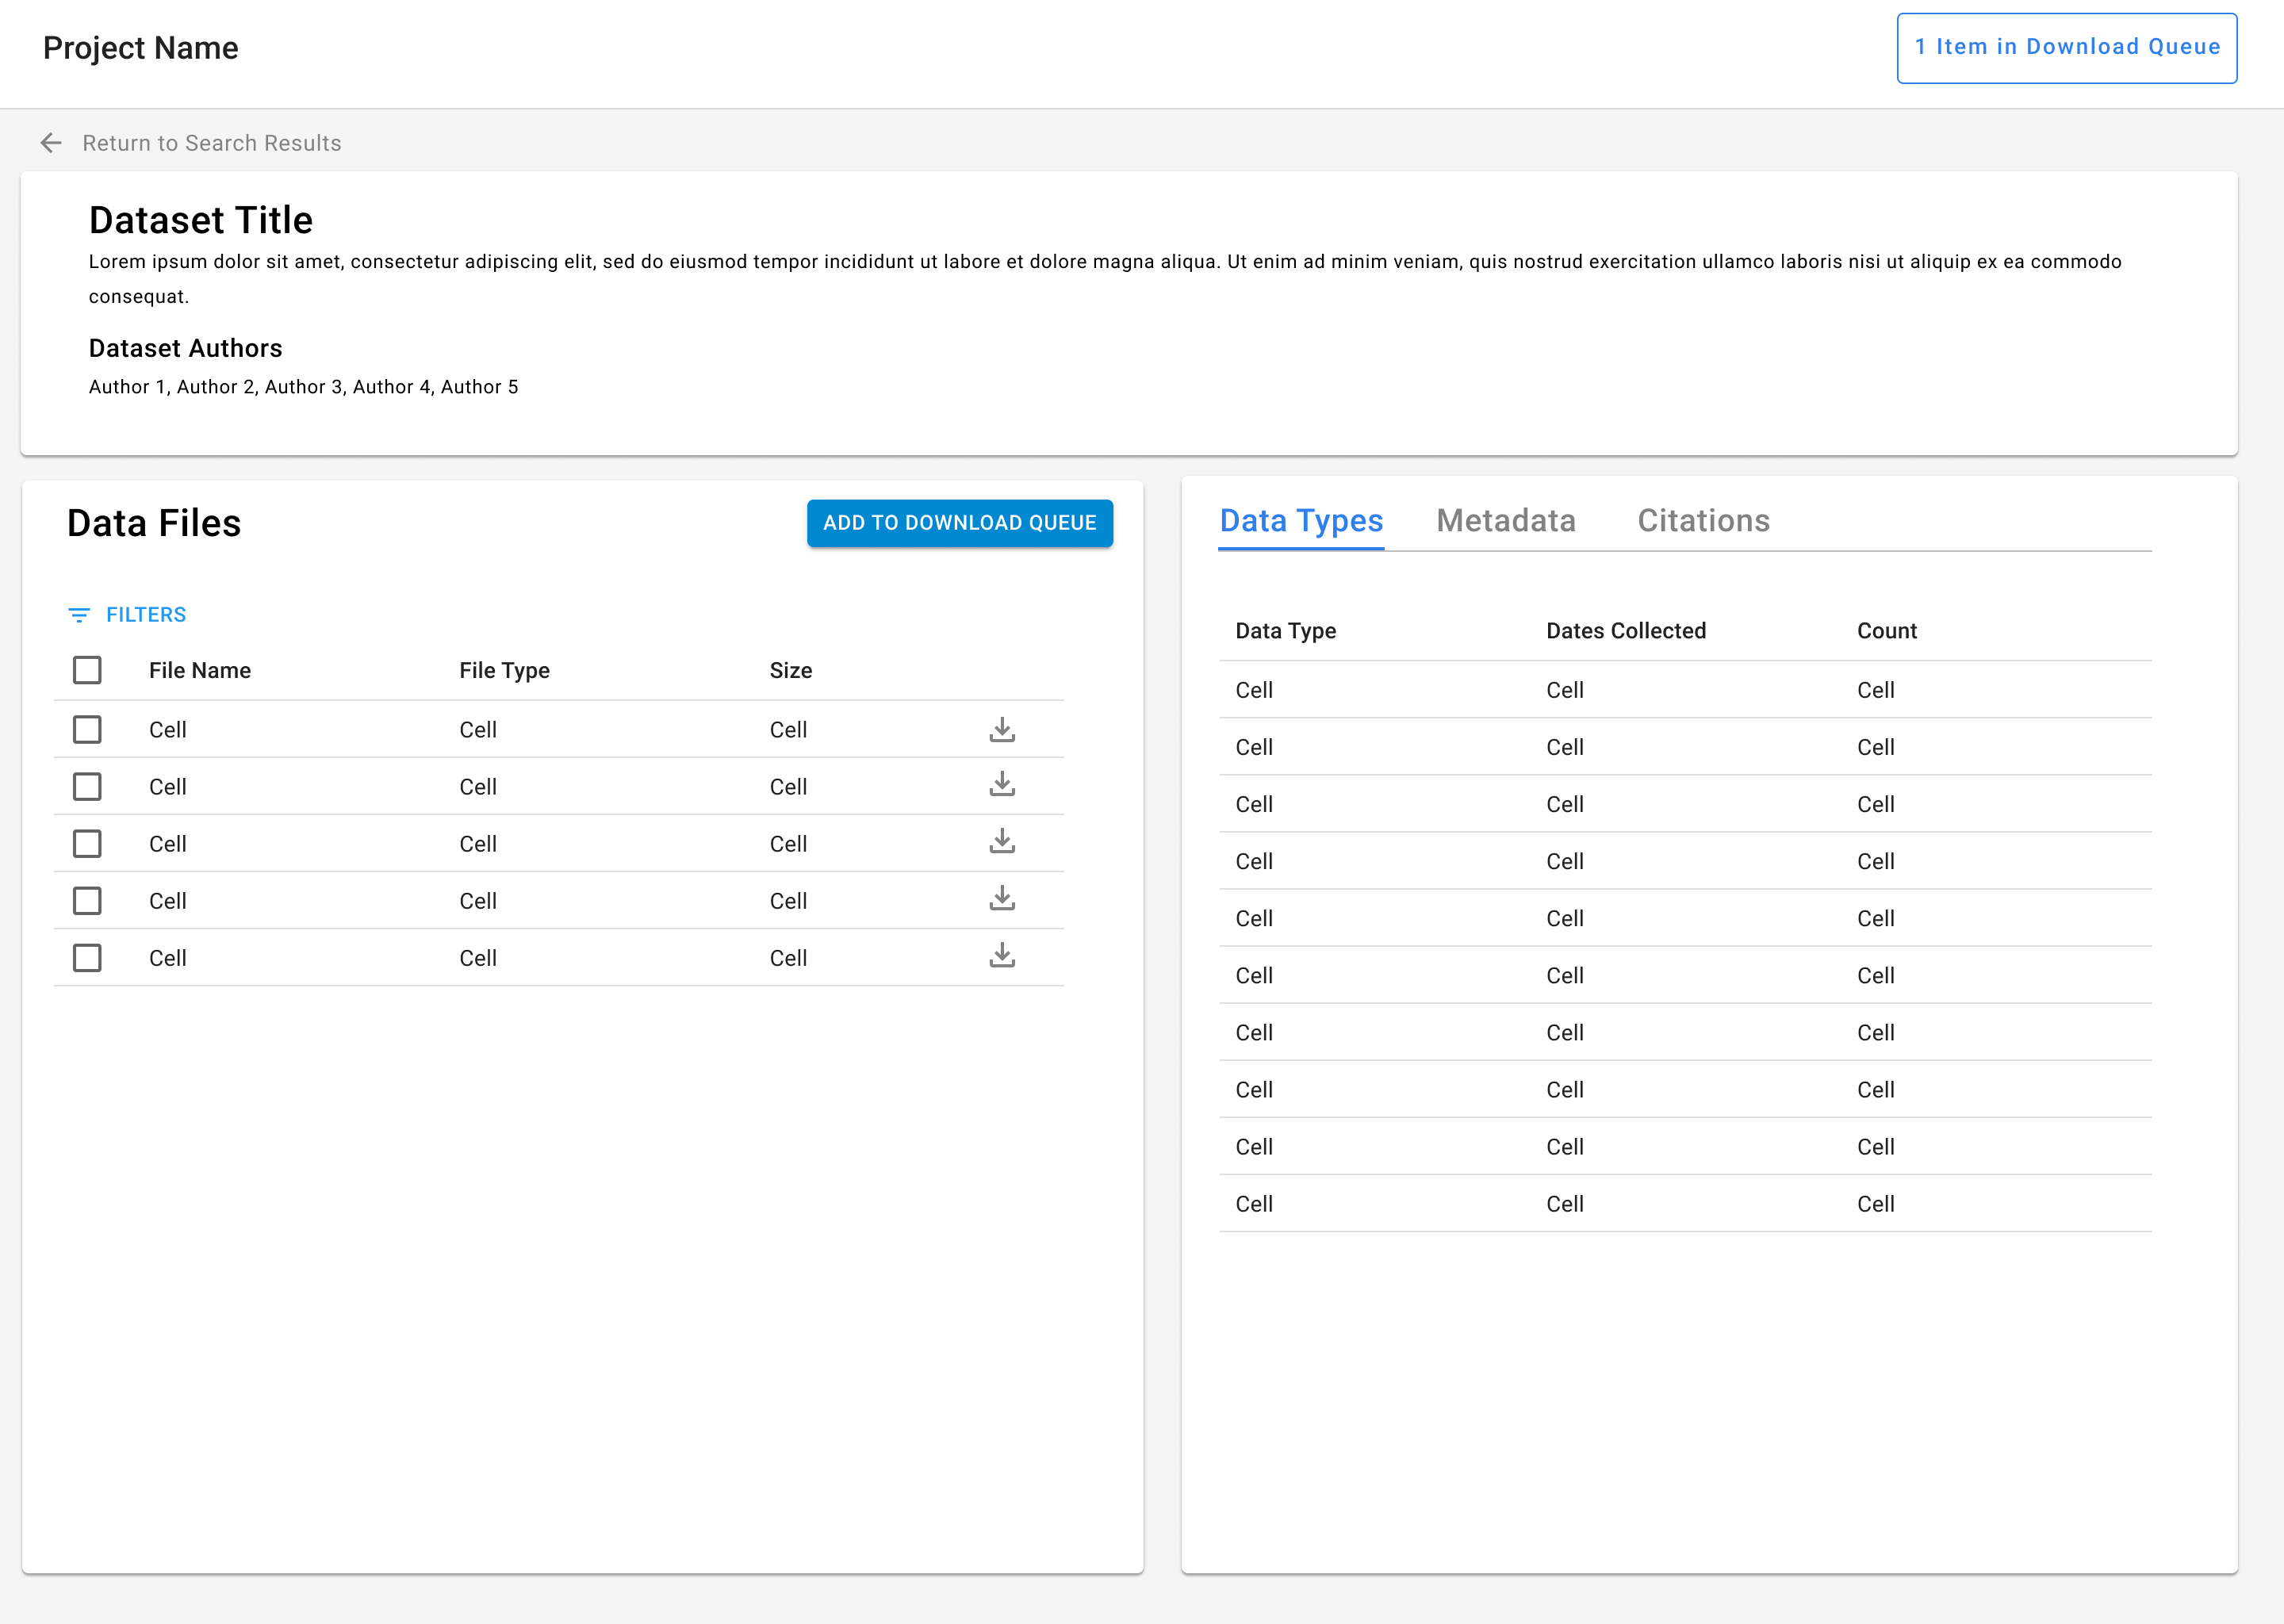 Project Name
1 Item in Download Queue
Return to Search Results
Dataset Title
Lorem ipsum dolor sit amet, consectetur adipiscing elit, sed do eiusmod tempor incididunt ut labore et dolore magna aliqua. Ut enim ad minim veniam, quis nostrud exercitation ullamco laboris nisi ut aliquip ex ea commodo
consequat.
Dataset Authors
Author 1, Author 2, Author 3, Author 4, Author 5
Data Files
ADD TO DOWNLOAD QUEUE
FILTERS
File Name File Type Size
Cell Cell Cell
Cell Cell Cell
Cell Cell Cell
Cell Cell Cell
Cell Cell Cell
Data Types Metadata Citations
Data Type Dates Collected Count
Cell Cell Cell
Cell Cell Cell
Cell Cell Cell
Cell Cell Cell
Cell Cell Cell
Cell Cell Cell
Cell Cell Cell
Cell Cell Cell
Cell Cell Cell
Cell Cell Cell